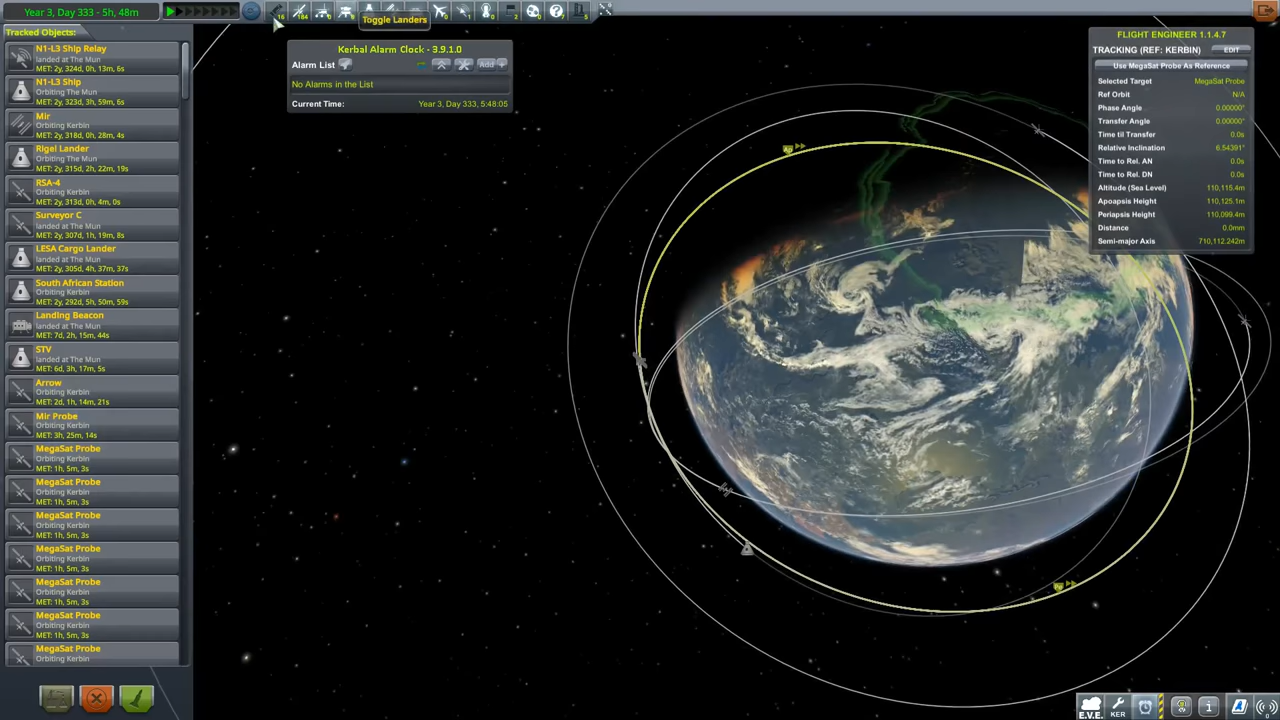 Year 3, Day 333 - 5h, 48m
16
184
Toggle Landers
Tracked Objects:
N1-L3 Ship Relay
landed at The Mun
MET: 2y, 324d, 0h, 13m, 6s
N1-L3 Ship
Orbiting The Mun
MET: 2y, 323d, 3h, 59m, 6s
Mir
Orbiting Kerbin
MET: 2y, 318d, 0h, 28m, 4s
Rigel Lander
Orbiting The Mun
MET: 2y, 315d, 2h, 22m, 19s
RSA-4
Orbiting Kerbin
MET: 2y, 313d, 0h, 4m, 0s
Surveyor C
landed at The Mun
MET: 2y, 307d, 1h, 19m, 8s
LESA Cargo Lander
landed at The Mun
MET: 2y, 305d, 4h, 37m, 37s
South African Station
Orbiting Kerbin
MET: 2y, 292d, 5h, 50m, 59s
Landing Beacon
landed at The Mun
MET: 7d, 2h, 15m, 44s
STV
landed at The Mun
MET: 6d, 3h, 17m, 5s
Arrow
Orbiting Kerbin
MET: 2d, 1h, 14m, 21s
Mir Probe
Orbiting Kerbin
MET: 3h, 25m, 14s
MegaSat Probe
Orbiting Kerbin
MET: 1h, 5m, 3s
MegaSat Probe
Orbiting Kerbin
MET: 1h, 5m, 3s
MegaSat Probe
Orbiting Kerbin
MET: 1h, 5m, 3s
MegaSat Probe
Orbiting Kerbin
MET: 1h, 5m, 3s
MegaSat Probe
Orbiting Kerbin
MET: 1h, 5m, 3s
MegaSat Probe
Orbiting Kerbin
MET: 1h, 5m, 3s
MegaSat Probe
Orbiting Kerbin
Kerbal Alarm Clock - 3.9.1.0
Alarm List
Add +
No Alarms in the List
Current Time: Year 3, Day 333, 5:48:05
Ap
Pe
FLIGHT ENGINEER 1.1.4.7
TRACKING (REF: KERBIN) EDIT
Use MegaSat Probe As Reference
Selected Target MegaSat Probe
Ref Orbit N/A
Phase Angle 0.00000°
Transfer Angle 0.00000°
Time til Transfer 0.0s
Relative Inclination 6.54391°
Time to Rel. AN 0.0s
Time to Rel. DN 0.0s
Altitude (Sea Level) 110,115.4m
Apoapsis Height 110,125.1m
Periapsis Height 110,099.4m
Distance 0.0mm
Semi-major Axis 710,112.242m
E.V.E.
KER